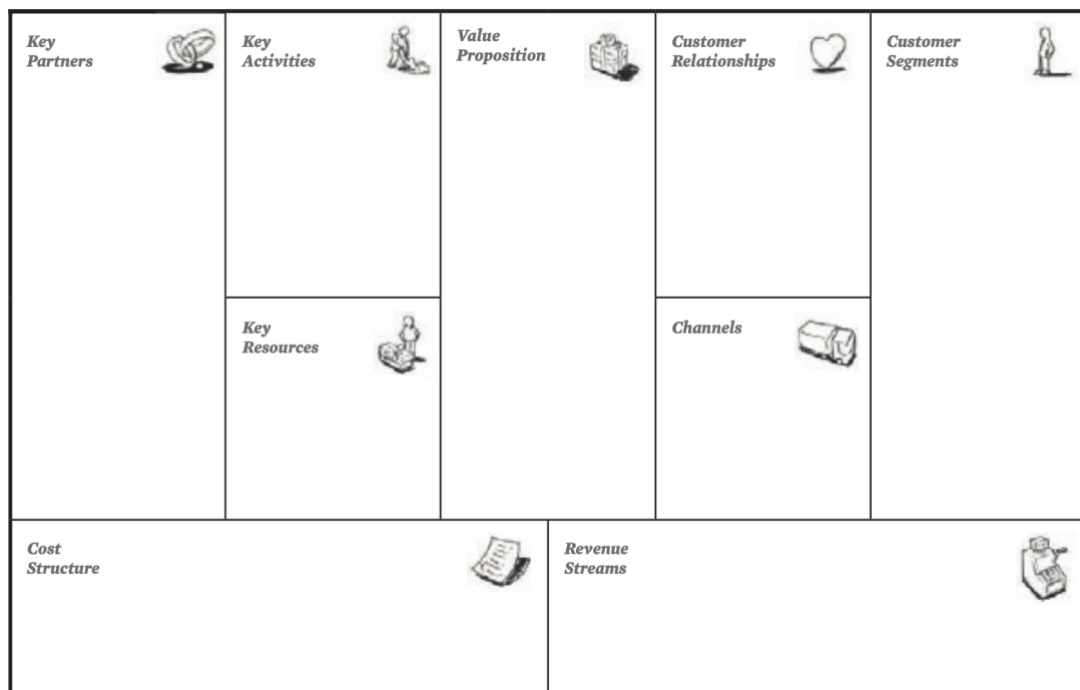 Key
Partners
Key
Activities
Value
Proposition
Customer
Relationships
Customer
Segments
Key
Resources
Channels
Cost
Structure
Revenue
Streams